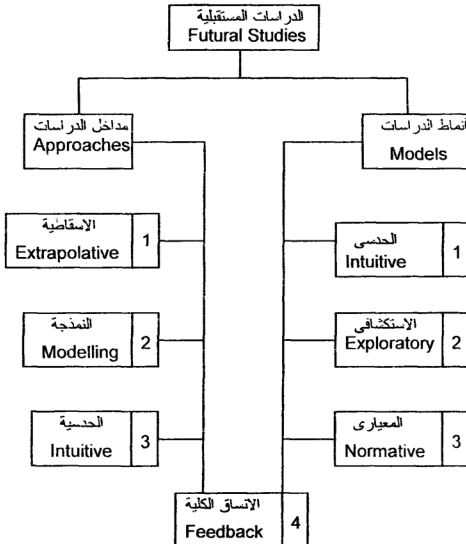 الدراسات المستقبلية
Futural Studies
أنماط الدراسات
Models
مداخل الدراسات
Approaches
الحدسى
Intuitive
1
الاستكشافى
Exploratory
2
المعيارى
Normative
3
الاسقاطية
Extrapolative
1
النمذجة
Modelling
2
الحدسية
Intuitive
3
الانساق الكلية
Feedback
4